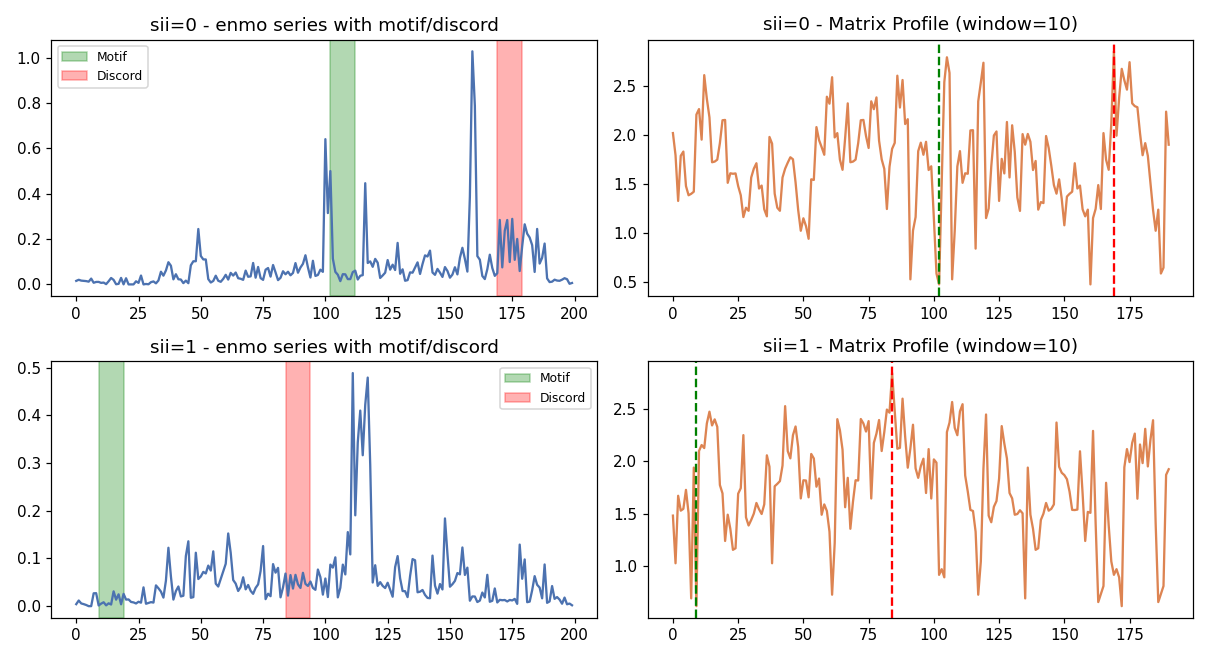 sii=0 - enmo series with motif/discord
Motif
Discord
1.0
0.8
0.6
0.4
0.2
0.0
0 25 50 75 100 125 150 175 200
sii=0 - Matrix Profile (window=10)
2.5
2.0
1.5
1.0
0.5
0 25 50 75 100 125 150 175
sii=1 - enmo series with motif/discord
Motif
Discord
0.5
0.4
0.3
0.2
0.1
0.0
0 25 50 75 100 125 150 175 200
sii=1 - Matrix Profile (window=10)
2.5
2.0
1.5
1.0
0 25 50 75 100 125 150 175